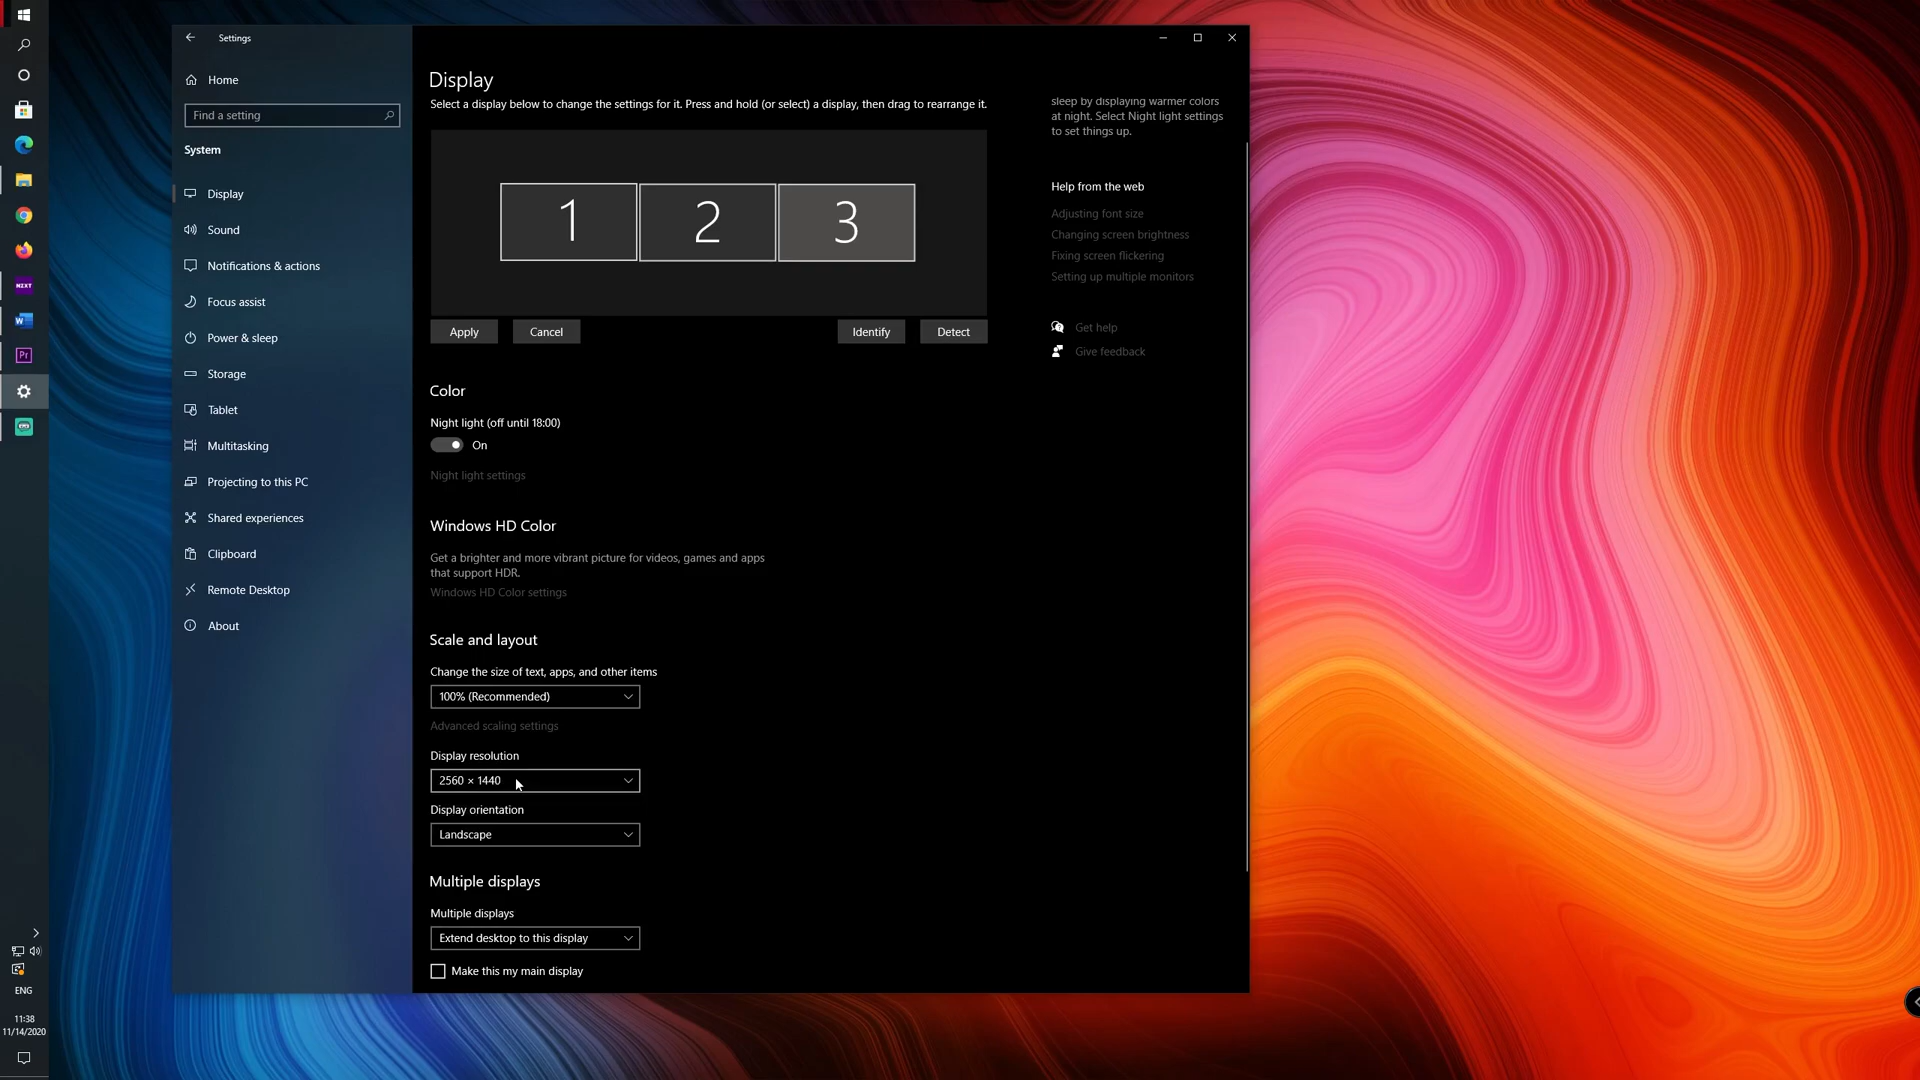 Settings
Home
Find a setting
System
Display
Sound
Notifications & actions
Focus assist
Power & sleep
Storage
Tablet
Multitasking
Projecting to this PC
Shared experiences
Clipboard
Remote Desktop
About
Display
Select a display below to change the settings for it. Press and hold (or select) a display, then drag to rearrange it.
1
2
3
Apply
Cancel
Identify
Detect
Color
Night light (off until 18:00)
On
Night light settings
Windows HD Color
Get a brighter and more vibrant picture for videos, games and apps
that support HDR.
Windows HD Color settings
Scale and layout
Change the size of text, apps, and other items
100% (Recommended)
Advanced scaling settings
Display resolution
2560 × 1440
Display orientation
Landscape
Multiple displays
Multiple displays
Extend desktop to this display
Make this my main display
sleep by displaying warmer colors
at night. Select Night light settings
to set things up.
Help from the web
Adjusting font size
Changing screen brightness
Fixing screen flickering
Setting up multiple monitors
Get help
Give feedback
NZXT
W
Pr
ENG
11:38
11/14/2020